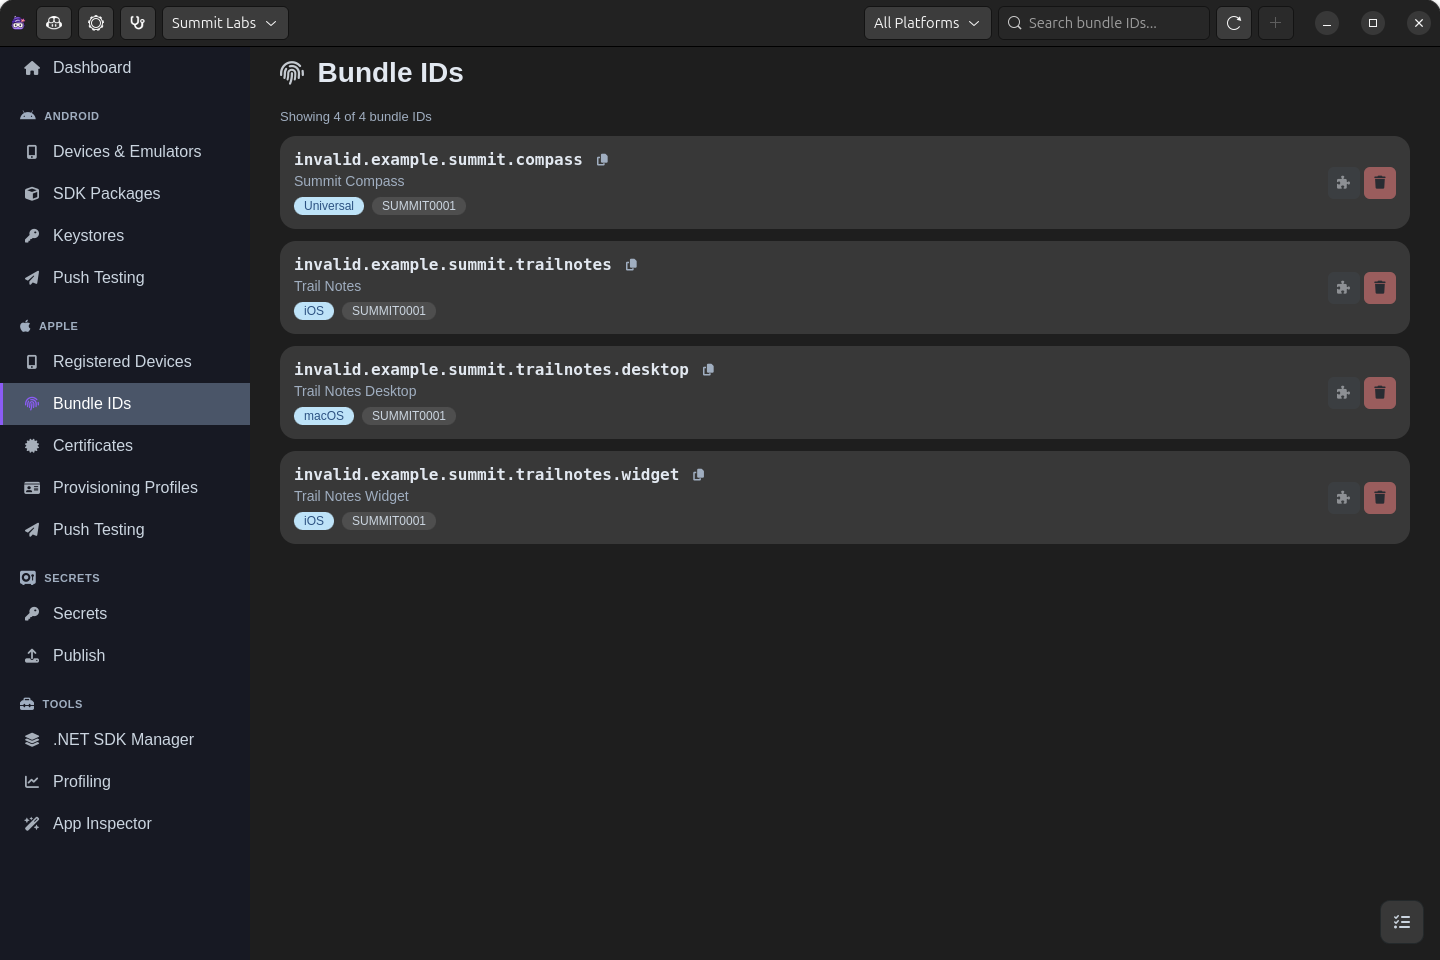 Summit Labs
All Platforms
Search bundle IDs...
Dashboard
ANDROID
Devices & Emulators
SDK Packages
Keystores
Push Testing
APPLE
Registered Devices
Bundle IDs
Certificates
Provisioning Profiles
Push Testing
SECRETS
Secrets
Publish
TOOLS
.NET SDK Manager
Profiling
App Inspector
Bundle IDs
Showing 4 of 4 bundle IDs
invalid.example.summit.compass
Summit Compass
Universal SUMMIT0001
invalid.example.summit.trailnotes
Trail Notes
iOS SUMMIT0001
invalid.example.summit.trailnotes.desktop
Trail Notes Desktop
macOS SUMMIT0001
invalid.example.summit.trailnotes.widget
Trail Notes Widget
iOS SUMMIT0001